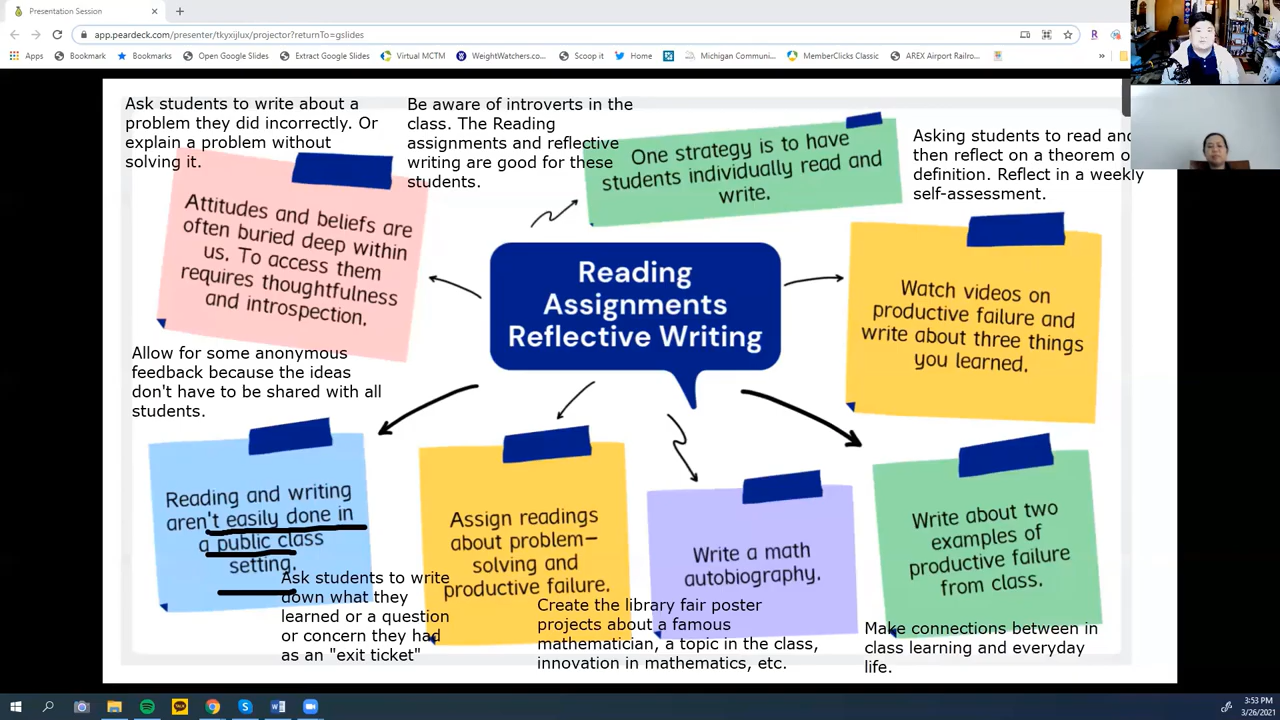 Presentation Session
app.peardeck.com/presenter/tkyxijlux/projector?returnTo=gslides
Apps
Bookmark
Bookmarks
Open Google Slides
Extract Google Slides
Virtual MCTM
WeightWatchers.co...
Scoop it
Home
Michigan Communi...
MemberClicks Classic
AREX Airport Railro...
Ask students to write about a
problem they did incorrectly. Or
explain a problem without
solving it.
Be aware of introverts in the
class. The Reading
assignments and reflective
writing are good for these
students.
One strategy is to have
students individually read and
write.
Asking students to read and
then reflect on a theorem o
definition. Reflect in a weekly
self-assessment.
Attitudes and beliefs are
often buried deep within
us. To access them
requires thoughtfulness
and introspection.
Reading
Assignments
Reflective Writing
Watch videos on
productive failure and
write about three things
you learned.
Allow for some anonymous
feedback because the ideas
don't have to be shared with all
students.
Reading and writing
aren't easily done in
a public class
setting.
Ask students to write
down what they
learned or a question
or concern they had
as an "exit ticket"
Assign readings
about problem-
solving and
productive failure.
Create the library fair poster
projects about a famous
mathematician, a topic in the class,
innovation in mathematics, etc.
Write a math
autobiography.
Write about two
examples of
productive failure
from class.
Make connections between in
class learning and everyday
life.
3:53 PM
3/26/2021